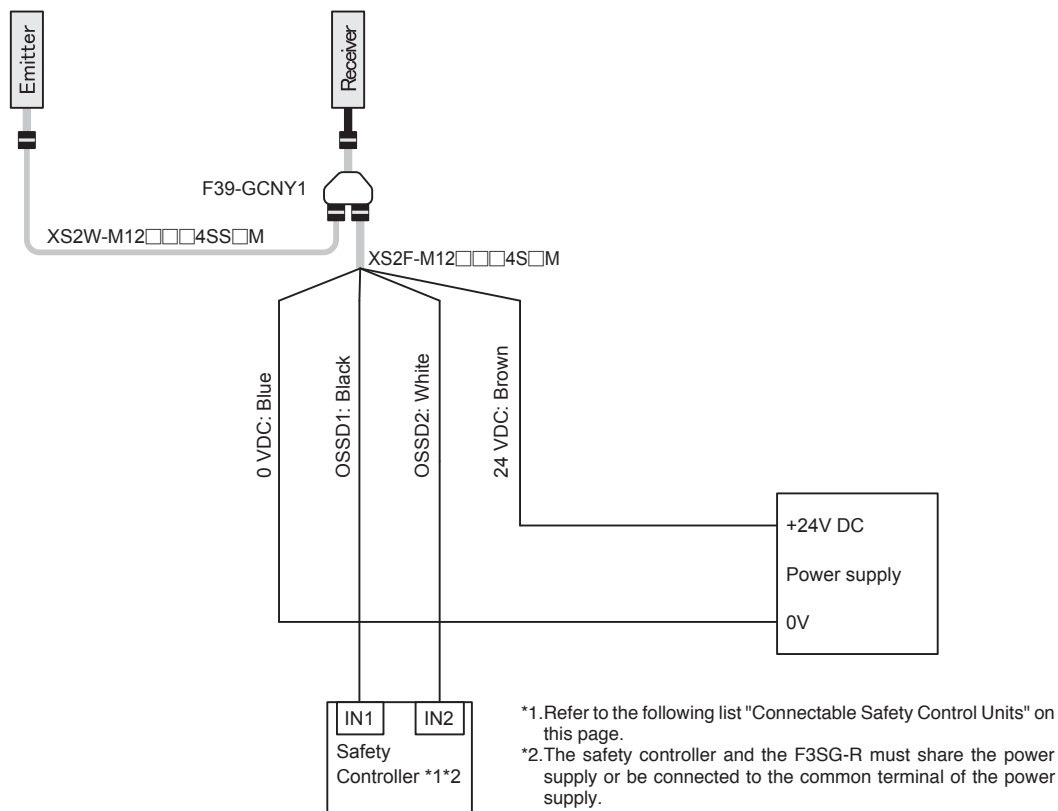 Emitter
Receiver
F39-GCNY1
XS2W-M12□□□4SS□M
XS2F-M12□□□4S□M
0 VDC: Blue
OSSD1: Black
OSSD2: White
24 VDC: Brown
+24V DC
Power supply
0V
IN1
IN2
Safety
Controller *1*2
*1.Refer to the following list "Connectable Safety Control Units" on
this page.
*2.The safety controller and the F3SG-R must share the power
supply or be connected to the common terminal of the power
supply.